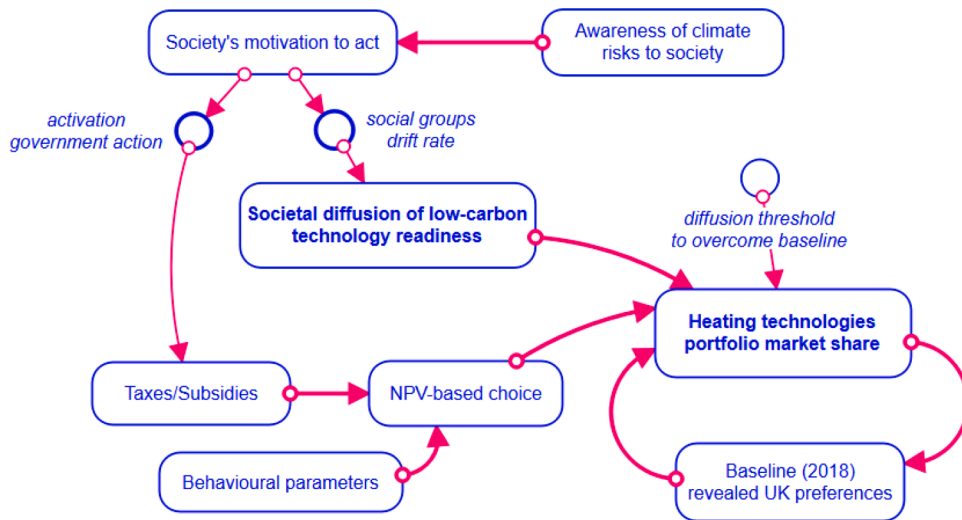 Society's motivation to act
Awareness of climate
risks to society
activation
government action
social groups
drift rate
Societal diffusion of low-carbon
technology readiness
diffusion threshold
to overcome baseline
Heating technologies
portfolio market share
Taxes/Subsidies
NPV-based choice
Behavioural parameters
Baseline (2018)
revealed UK preferences